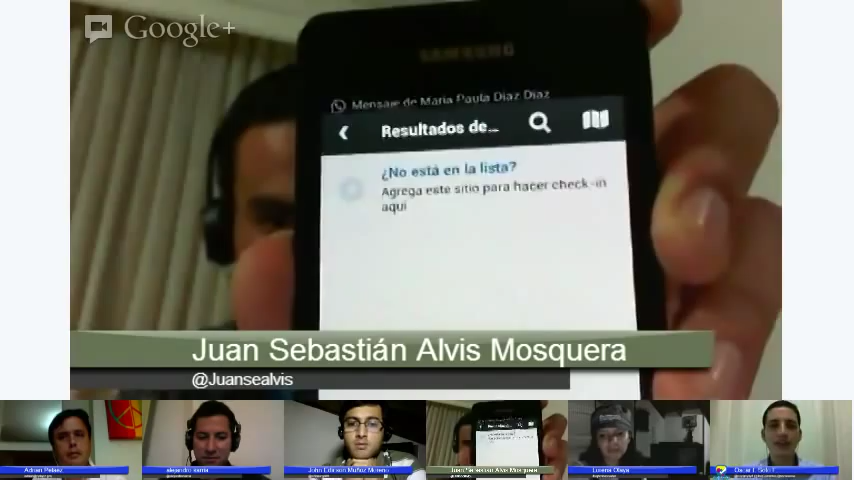 Google+
SAMSUNG
Mensaje de Maria Paula Diaz Diaz
Resultados de...
¿No está en la lista?
Agrega este sitio para hacer check-in
aquí
Juan Sebastián Alvis Mosquera
@Juansealvis
Adrian Pelaez
alejandro
John Edinson Muñoz Moreno
Juan Sebastián Alvis Mosquera
Lorena Olaya
Oscar